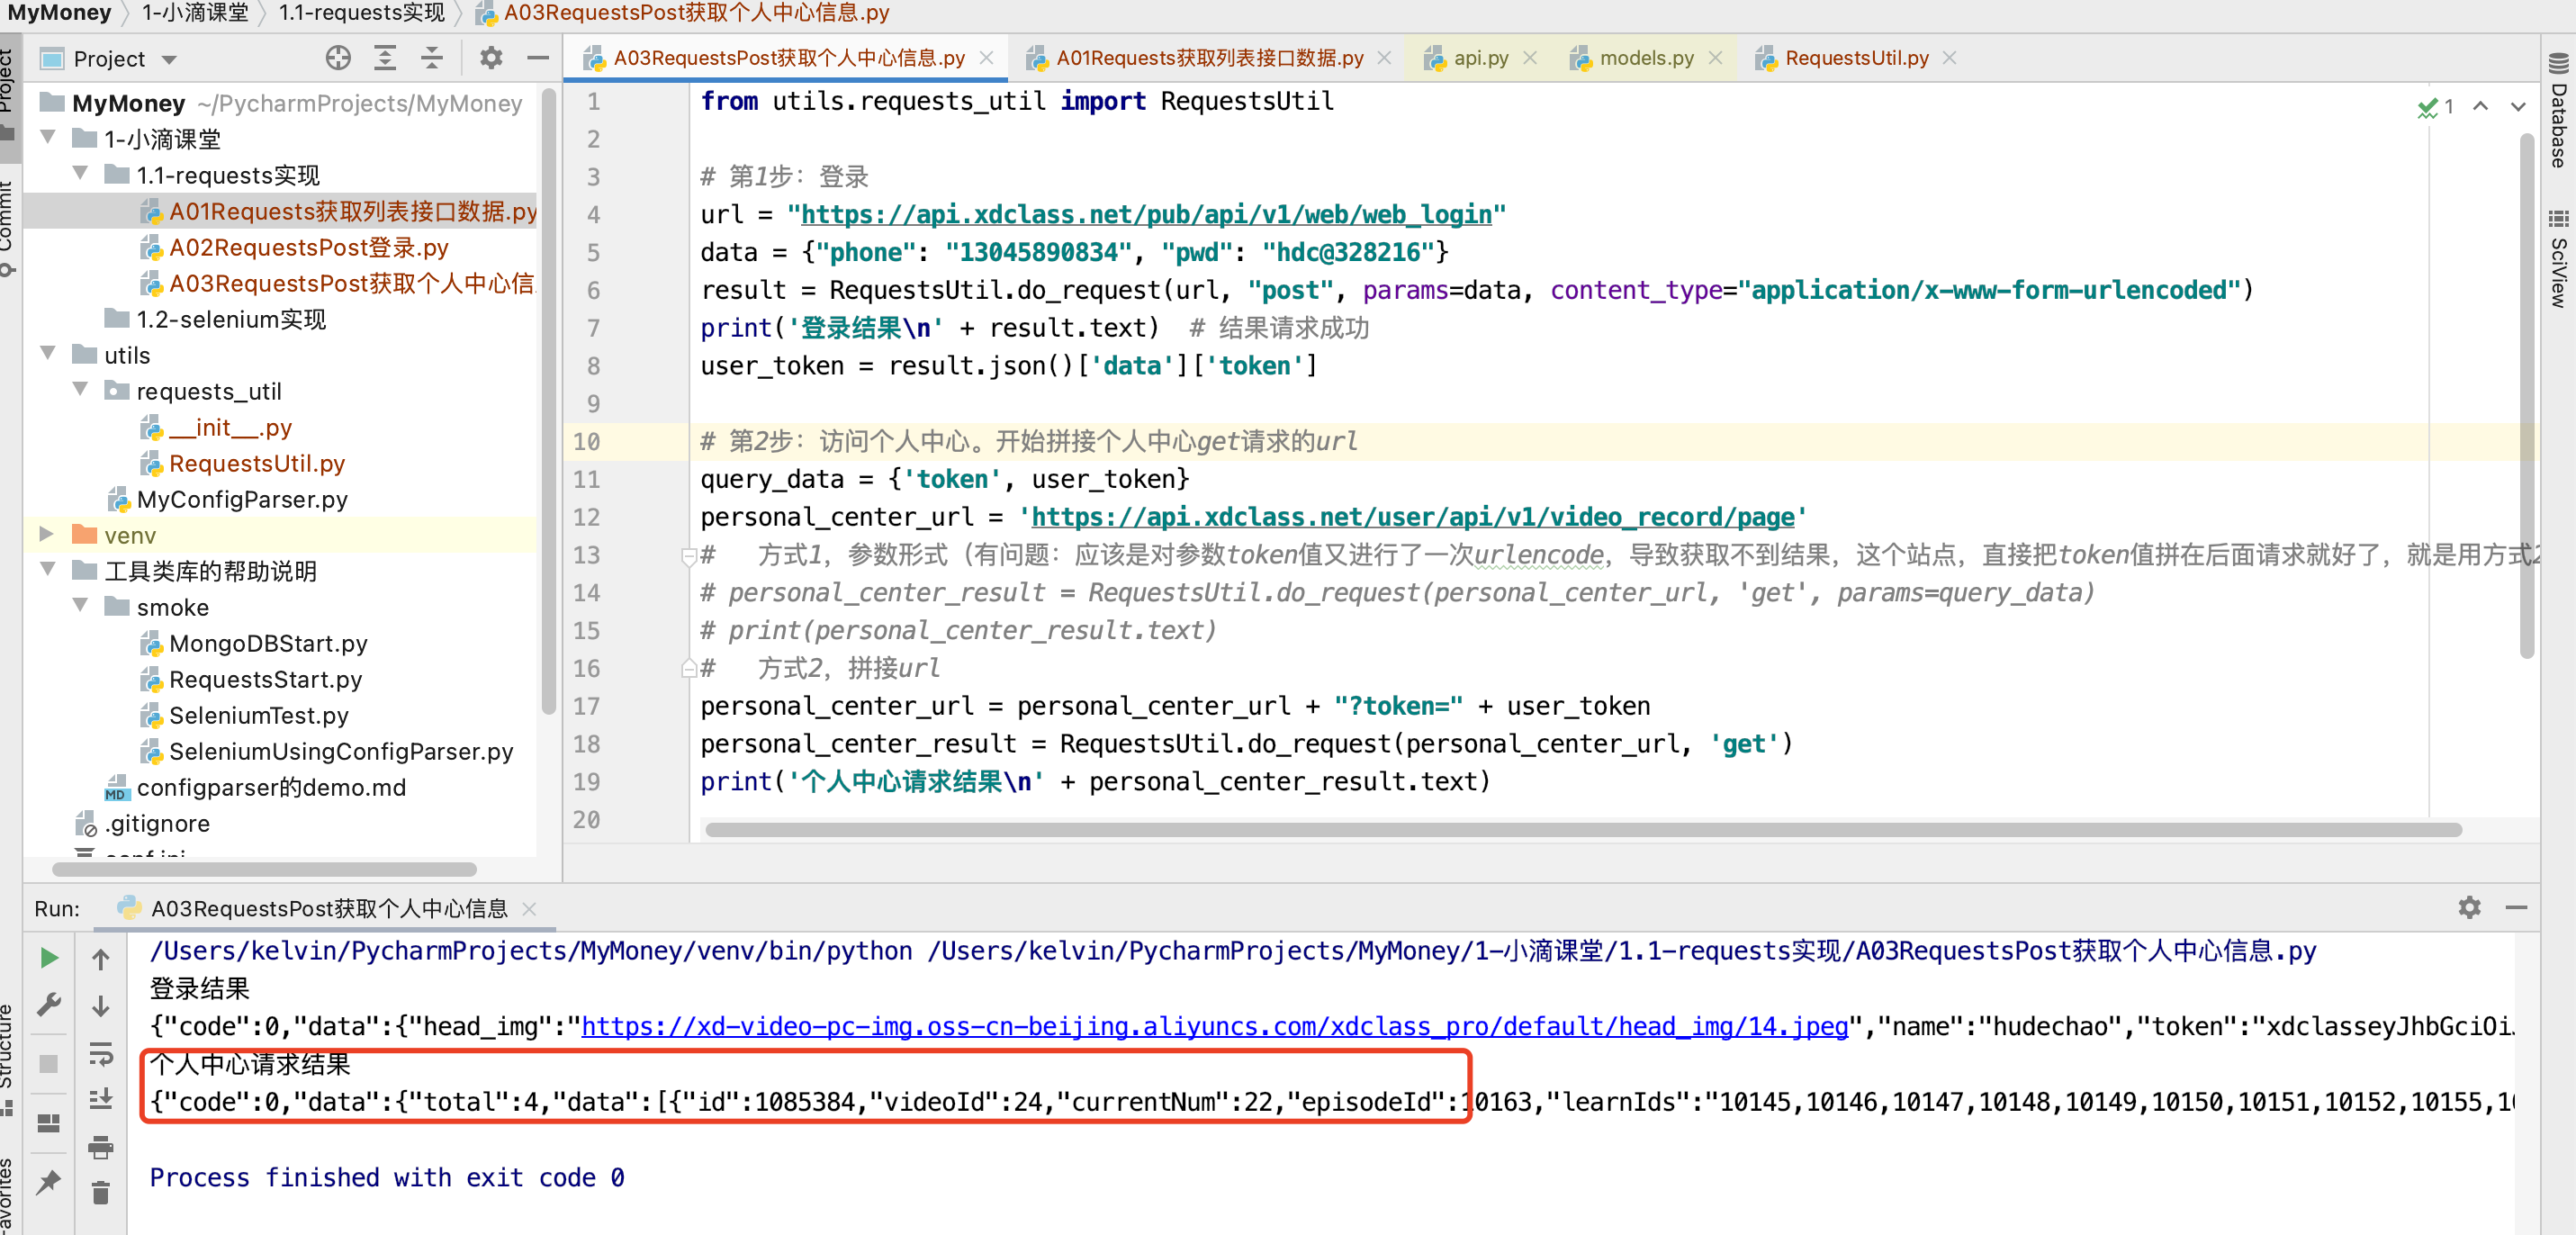 MyMoney 1-小滴课堂 1.1-requests实现 A03RequestsPost获取个人中心信息.py
Project
A03RequestsPost获取个人中心信息.py A01Requests获取列表接口数据.py api.py models.py RequestsUtil.py
Project
Commit
MyMoney ~/PycharmProjects/MyMoney
1-小滴课堂
1.1-requests实现
A01Requests获取列表接口数据.py
A02RequestsPost登录.py
A03RequestsPost获取个人中心信
1.2-selenium实现
utils
requests_util
__init__.py
RequestsUtil.py
MyConfigParser.py
venv
工具类库的帮助说明
smoke
MongoDBStart.py
RequestsStart.py
SeleniumTest.py
SeleniumUsingConfigParser.py
configparser的demo.md
.gitignore
conf.ini
1 from utils.requests_util import RequestsUtil
2
3 # 第1步：登录
4 url = "https://api.xdclass.net/pub/api/v1/web/web_login"
5 data = {"phone": "13045890834", "pwd": "hdc@328216"}
6 result = RequestsUtil.do_request(url, "post", params=data, content_type="application/x-www-form-urlencoded")
7 print('登录结果\n' + result.text)  # 结果请求成功
8 user_token = result.json()['data']['token']
9
10 # 第2步：访问个人中心。开始拼接个人中心get请求的url
11 query_data = {'token', user_token}
12 personal_center_url = 'https://api.xdclass.net/user/api/v1/video_record/page'
13 #   方式1，参数形式（有问题：应该是对参数token值又进行了一次urlencode，导致获取不到结果，这个站点，直接把token值拼在后面请求就好了，就是用方式2
14 # personal_center_result = RequestsUtil.do_request(personal_center_url, 'get', params=query_data)
15 # print(personal_center_result.text)
16 #   方式2，拼接url
17 personal_center_url = personal_center_url + "?token=" + user_token
18 personal_center_result = RequestsUtil.do_request(personal_center_url, 'get')
19 print('个人中心请求结果\n' + personal_center_result.text)
20
1
Database
SciView
Run: A03RequestsPost获取个人中心信息
/Users/kelvin/PycharmProjects/MyMoney/venv/bin/python /Users/kelvin/PycharmProjects/MyMoney/1-小滴课堂/1.1-requests实现/A03RequestsPost获取个人中心信息.py
登录结果
{"code":0,"data":{"head_img":"https://xd-video-pc-img.oss-cn-beijing.aliyuncs.com/xdclass_pro/default/head_img/14.jpeg","name":"hudechao","token":"xdclasseyJhbGciOiJ
个人中心请求结果
{"code":0,"data":{"total":4,"data":[{"id":1085384,"videoId":24,"currentNum":22,"episodeId":10163,"learnIds":"10145,10146,10147,10148,10149,10150,10151,10152,10155,10
Process finished with exit code 0
Structure
avorites